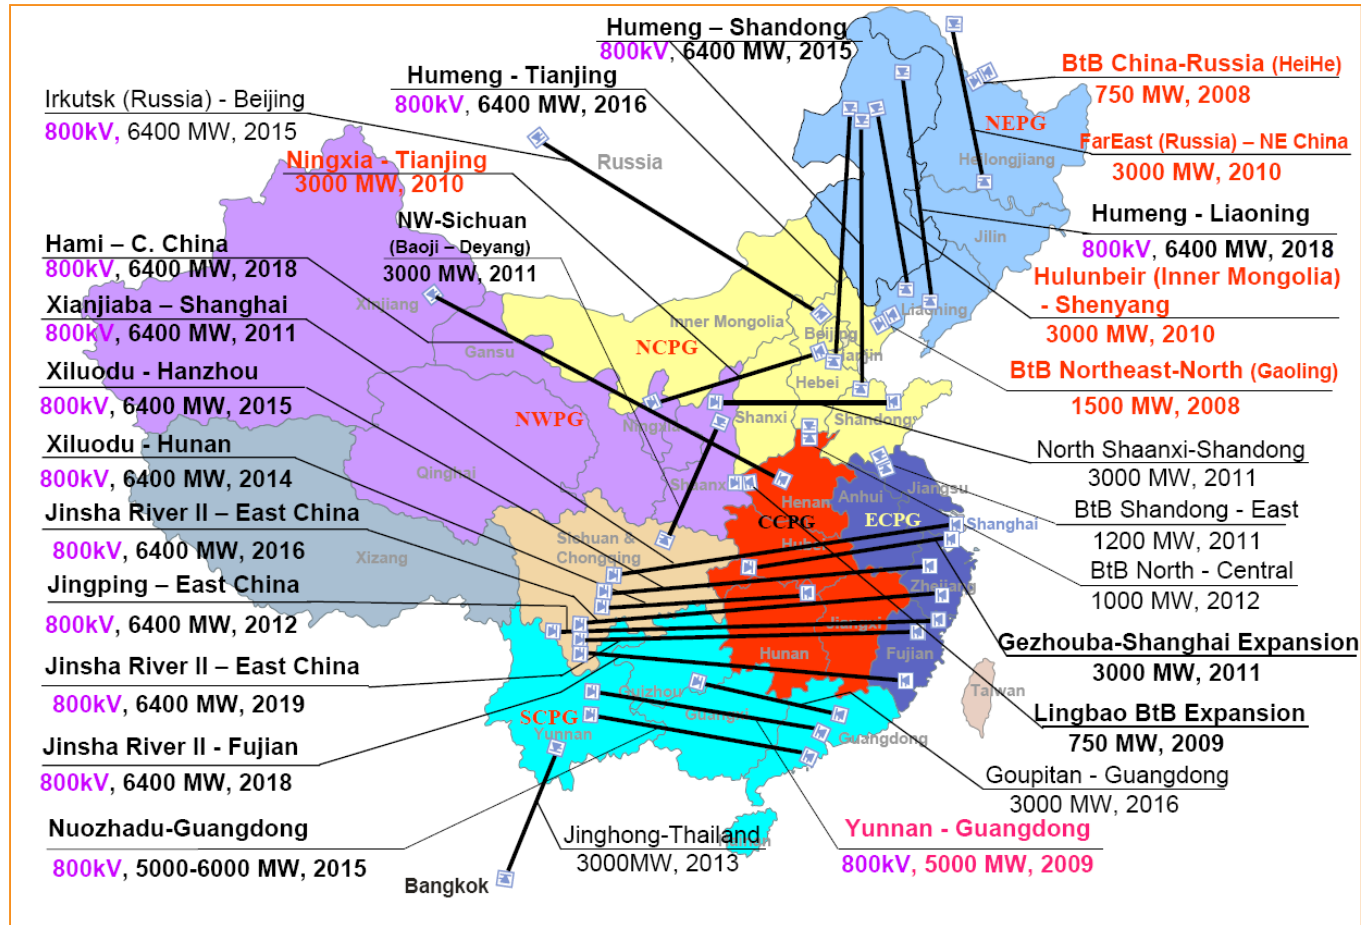 Humeng – Shandong
800kV, 6400 MW, 2015
Humeng - Tianjing
800kV, 6400 MW, 2016
Irkutsk (Russia) - Beijing
800kV, 6400 MW, 2015
Ningxia - Tianjing
3000 MW, 2010
NW-Sichuan
(Baoji – Deyang)
3000 MW, 2011
Hami – C. China
800kV, 6400 MW, 2018
Xianjiaba – Shanghai
800kV, 6400 MW, 2011
Xiluodu - Hanzhou
800kV, 6400 MW, 2015
Xiluodu - Hunan
800kV, 6400 MW, 2014
Jinsha River II – East China
800kV, 6400 MW, 2016
Jingping – East China
800kV, 6400 MW, 2012
Jinsha River II – East China
800kV, 6400 MW, 2019
Jinsha River II - Fujian
800kV, 6400 MW, 2018
Nuozhadu-Guangdong
800kV, 5000-6000 MW, 2015
BtB China-Russia (HeiHe)
750 MW, 2008
FarEast (Russia) – NE China
3000 MW, 2010
Humeng - Liaoning
800kV, 6400 MW, 2018
Hulunbeir (Inner Mongolia)
- Shenyang
3000 MW, 2010
BtB Northeast-North (Gaoling)
1500 MW, 2008
North Shaanxi-Shandong
3000 MW, 2011
BtB Shandong - East
1200 MW, 2011
BtB North - Central
1000 MW, 2012
Gezhouba-Shanghai Expansion
3000 MW, 2011
Lingbao BtB Expansion
750 MW, 2009
Goupitan - Guangdong
3000 MW, 2016
Yunnan - Guangdong
800kV, 5000 MW, 2009
Jinghong-Thailand
3000MW, 2013
Bangkok
Russia
NEPG
Heilongjiang
Jilin
Liaoning
Xinjiang
Gansu
Inner Mongolia
NCPG
Beijing
Tianjin
Hebei
Shanxi
Shandong
NWPG
Ningxia
Qinghai
Shaanxi
Henan
Anhui
Jiangsu
CCPG
ECPG
Shanghai
Hubei
Xizang
Sichuan &
Chongqing
Zhejiang
Jiangxi
Hunan
Fujian
Taiwan
Guizhou
SCPG
Yunnan
Guangxi
Guangdong